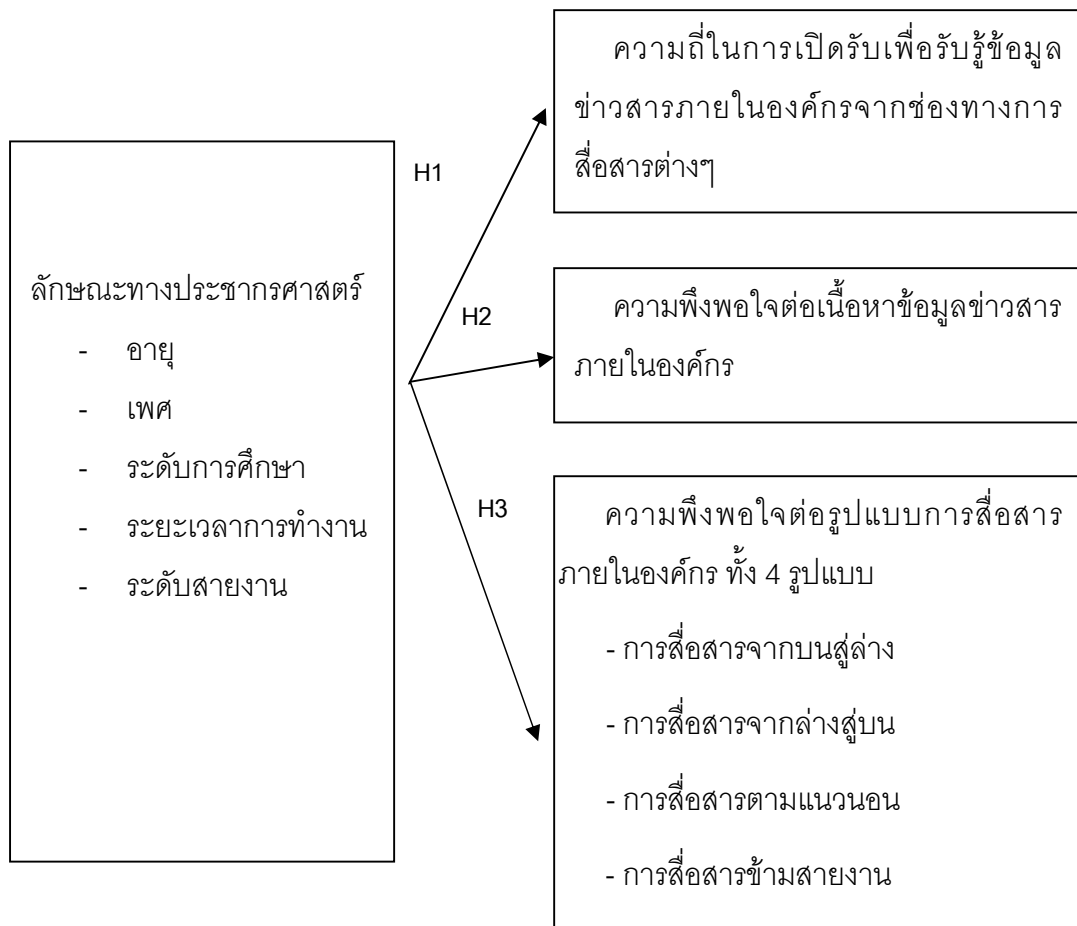 ลักษณะทางประชากรศาสตร์
- อายุ
- เพศ
- ระดับการศึกษา
- ระยะเวลาการทำงาน
- ระดับสายงาน
H1
ความถี่ในการเปิดรับเพื่อรับรู้ข้อมูล
ข่าวสารภายในองค์กรจากช่องทางการ
สื่อสารต่างๆ
H2
ความพึงพอใจต่อเนื้อหาข้อมูลข่าวสาร
ภายในองค์กร
H3
ความพึงพอใจต่อรูปแบบการสื่อสาร
ภายในองค์กร ทั้ง 4 รูปแบบ
- การสื่อสารจากบนสู่ล่าง
- การสื่อสารจากล่างสู่บน
- การสื่อสารตามแนวนอน
- การสื่อสารข้ามสายงาน